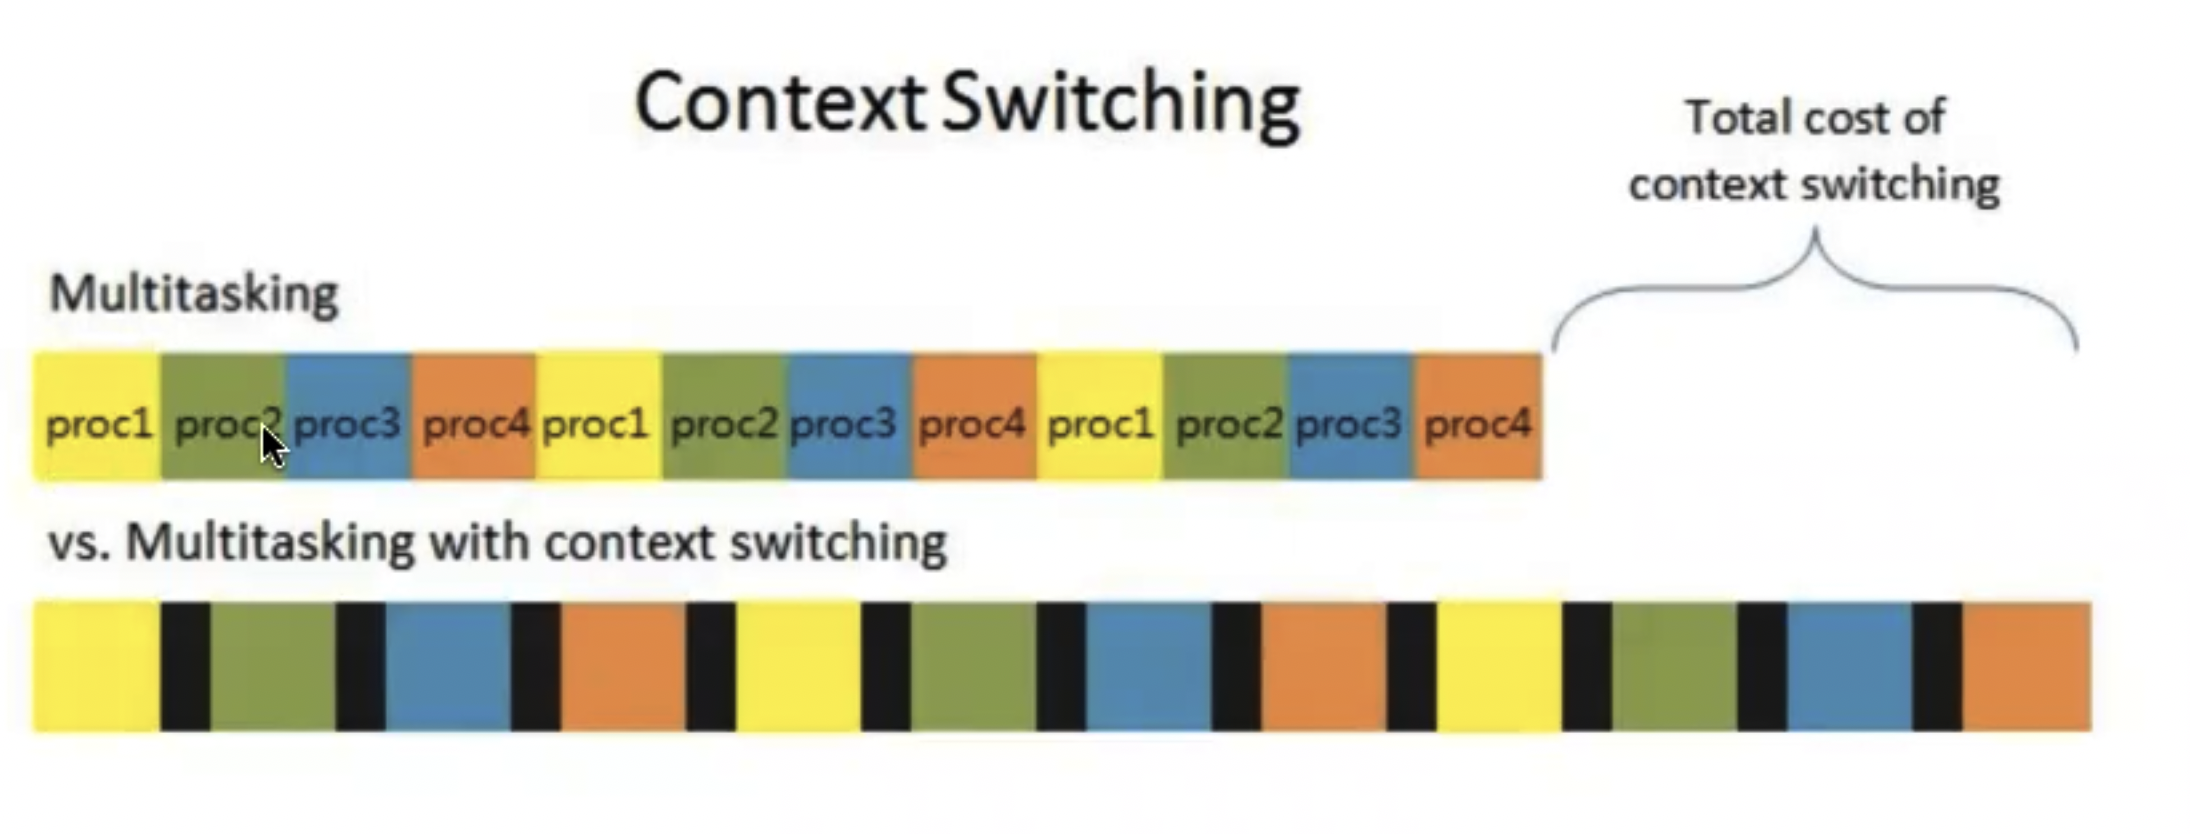 Context Switching
Total cost of
context switching
Multitasking
proc1 proc2 proc3 proc4 proc1 proc2 proc3 proc4 proc1 proc2 proc3 proc4
vs. Multitasking with context switching